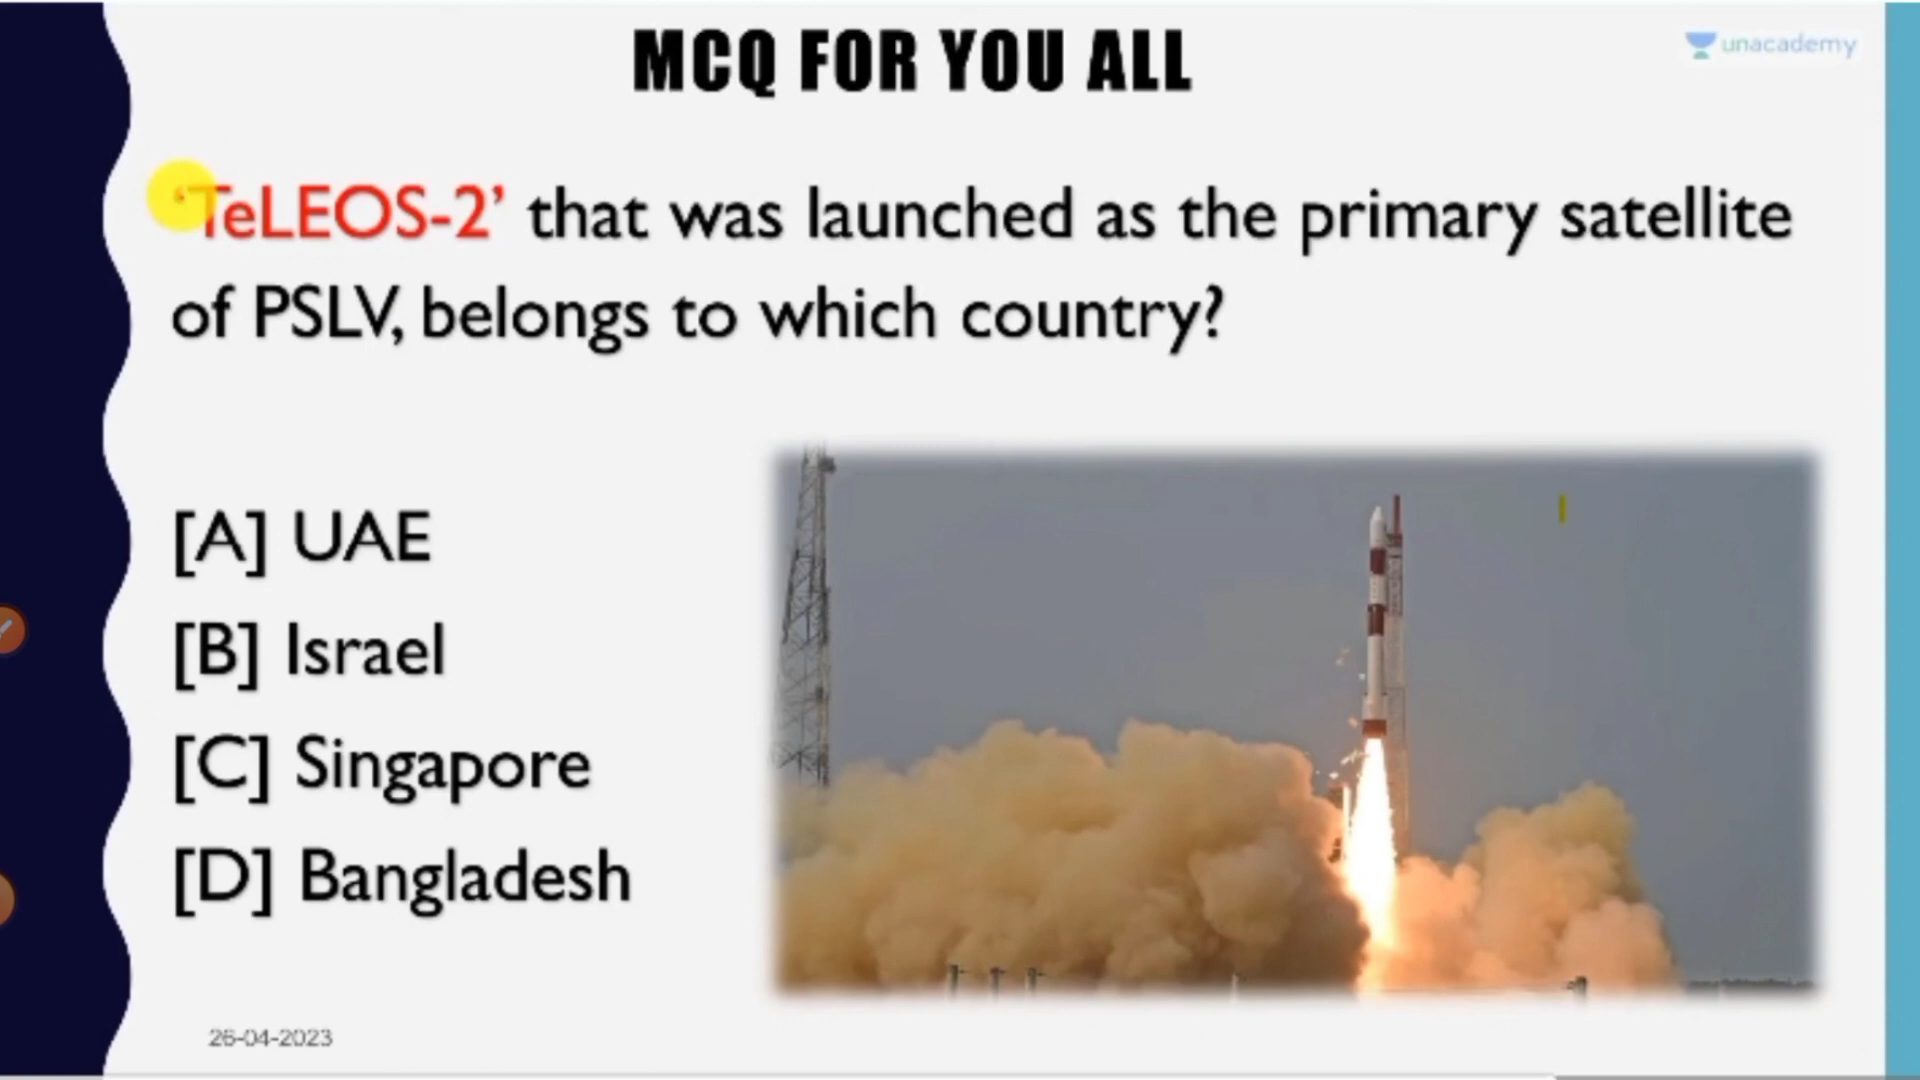 MCQ FOR YOU ALL
unacademy
‘TeLEOS-2’ that was launched as the primary satellite
of PSLV, belongs to which country?
[A] UAE
[B] Israel
[C] Singapore
[D] Bangladesh
26-04-2023